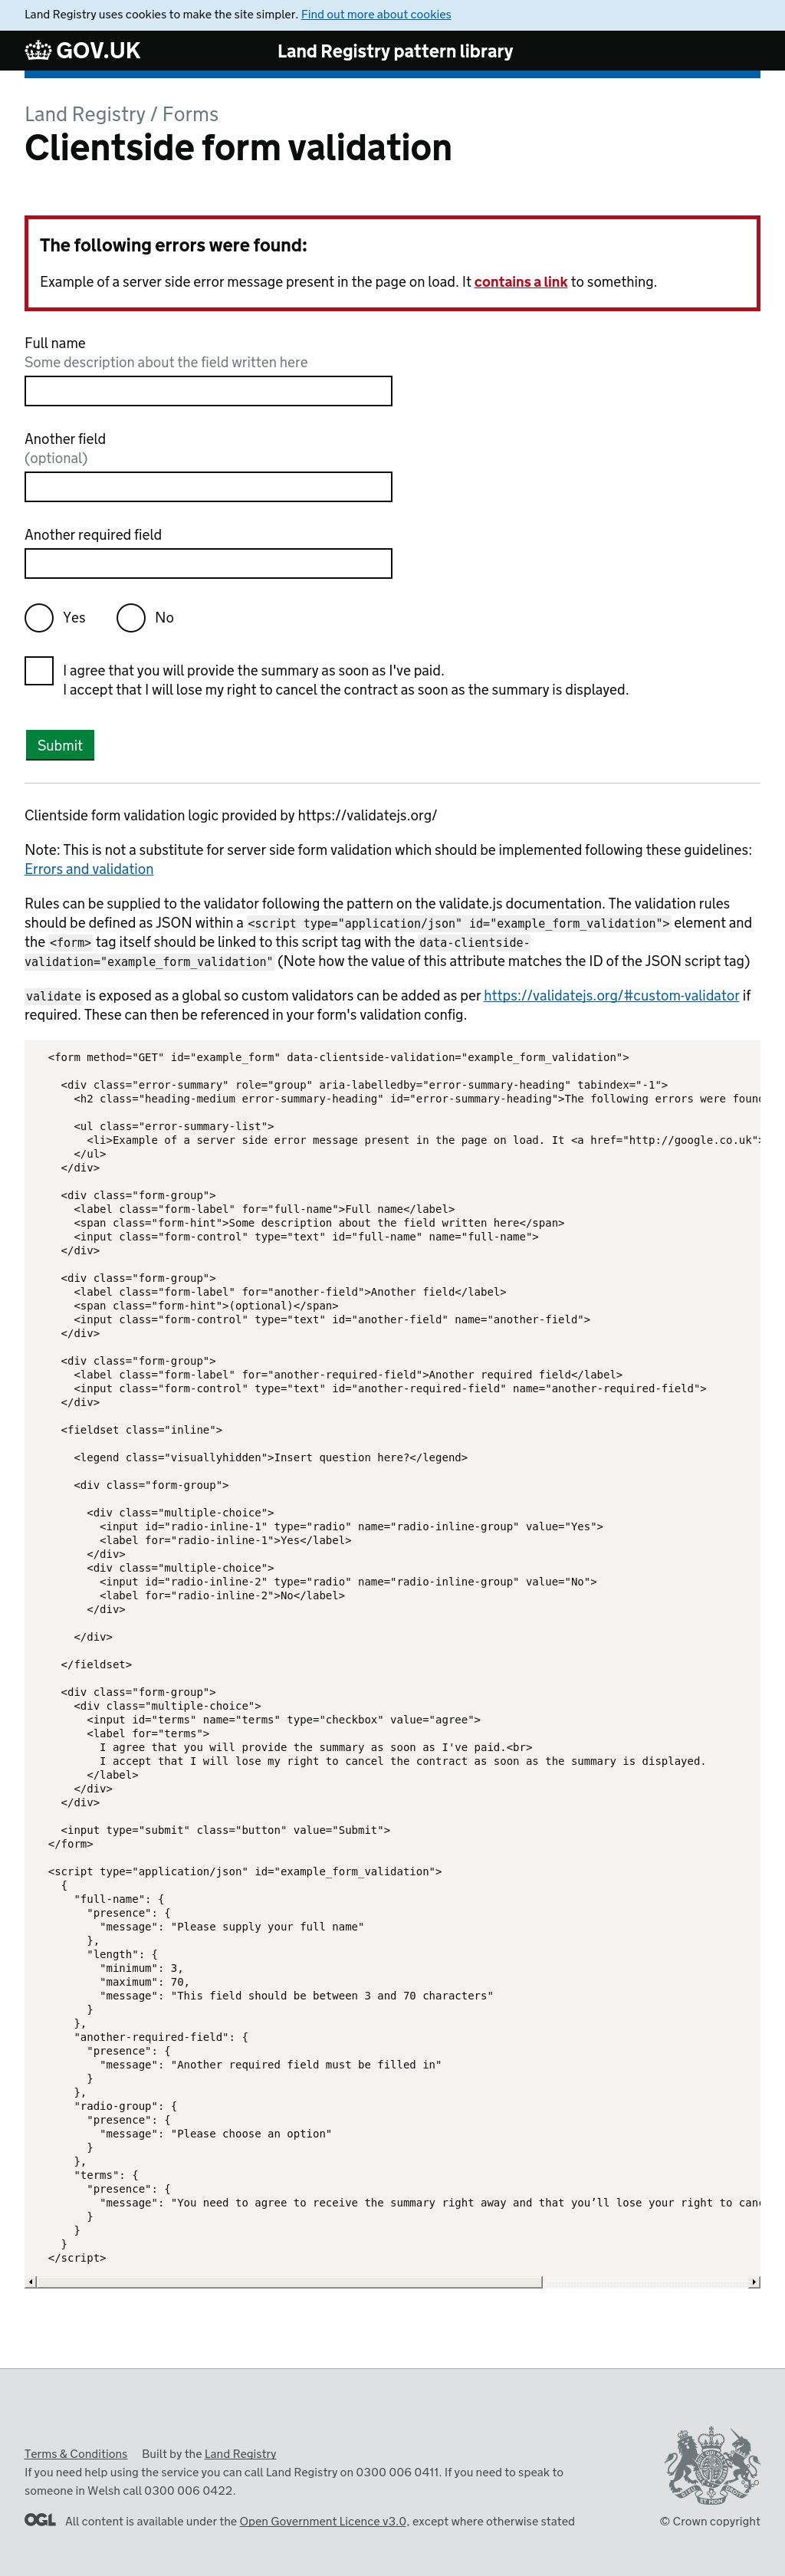 Land Registry uses cookies to make the site simpler. Find out more about cookies
GOV.UK
Land Registry pattern library
Land Registry / Forms
Clientside form validation
The following errors were found:
Example of a server side error message present in the page on load. It contains a link to something.
Full name
Some description about the field written here
Another field
(optional)
Another required field
Yes
No
I agree that you will provide the summary as soon as I've paid.
I accept that I will lose my right to cancel the contract as soon as the summary is displayed.
Submit
Clientside form validation logic provided by https://validatejs.org/
Note: This is not a substitute for server side form validation which should be implemented following these guidelines:
Errors and validation
Rules can be supplied to the validator following the pattern on the validate.js documentation. The validation rules
should be defined as JSON within a <script type="application/json" id="example_form_validation"> element and
the <form> tag itself should be linked to this script tag with the data-clientside-
validation="example_form_validation" (Note how the value of this attribute matches the ID of the JSON script tag)
validate is exposed as a global so custom validators can be added as per https://validatejs.org/#custom-validator if
required. These can then be referenced in your form's validation config.
<form method="GET" id="example_form" data-clientside-validation="example_form_validation">
<div class="error-summary" role="group" aria-labelledby="error-summary-heading" tabindex="-1">
<h2 class="heading-medium error-summary-heading" id="error-summary-heading">The following errors were found
<ul class="error-summary-list">
<li>Example of a server side error message present in the page on load. It <a href="http://google.co.uk">
</ul>
</div>
<div class="form-group">
<label class="form-label" for="full-name">Full name</label>
<span class="form-hint">Some description about the field written here</span>
<input class="form-control" type="text" id="full-name" name="full-name">
</div>
<div class="form-group">
<label class="form-label" for="another-field">Another field</label>
<span class="form-hint">(optional)</span>
<input class="form-control" type="text" id="another-field" name="another-field">
</div>
<div class="form-group">
<label class="form-label" for="another-required-field">Another required field</label>
<input class="form-control" type="text" id="another-required-field" name="another-required-field">
</div>
<fieldset class="inline">
<legend class="visuallyhidden">Insert question here?</legend>
<div class="form-group">
<div class="multiple-choice">
<input id="radio-inline-1" type="radio" name="radio-inline-group" value="Yes">
<label for="radio-inline-1">Yes</label>
</div>
<div class="multiple-choice">
<input id="radio-inline-2" type="radio" name="radio-inline-group" value="No">
<label for="radio-inline-2">No</label>
</div>
</div>
</fieldset>
<div class="form-group">
<div class="multiple-choice">
<input id="terms" name="terms" type="checkbox" value="agree">
<label for="terms">
I agree that you will provide the summary as soon as I've paid.<br>
I accept that I will lose my right to cancel the contract as soon as the summary is displayed.
</label>
</div>
</div>
<input type="submit" class="button" value="Submit">
</form>
<script type="application/json" id="example_form_validation">
{
"full-name": {
"presence": {
"message": "Please supply your full name"
},
"length": {
"minimum": 3,
"maximum": 70,
"message": "This field should be between 3 and 70 characters"
}
},
"another-required-field": {
"presence": {
"message": "Another required field must be filled in"
}
},
"radio-group": {
"presence": {
"message": "Please choose an option"
}
},
"terms": {
"presence": {
"message": "You need to agree to receive the summary right away and that you’ll lose your right to canc
}
}
}
</script>
Terms & Conditions Built by the Land Registry
If you need help using the service you can call Land Registry on 0300 006 0411. If you need to speak to
someone in Welsh call 0300 006 0422.
OGL All content is available under the Open Government Licence v3.0, except where otherwise stated
© Crown copyright